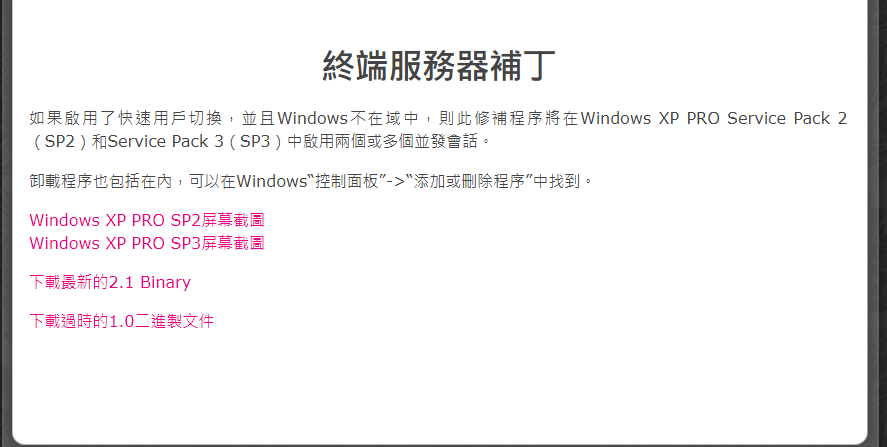 終端服務器補丁
如果啟用了快速用戶切換，並且Windows不在域中，則此修補程序將在Windows XP PRO Service Pack 2
（SP2）和Service Pack 3（SP3）中啟用兩個或多個並發會話。
卸載程序也包括在內，可以在Windows“控制面板”->“添加或刪除程序”中找到。
Windows XP PRO SP2屏幕截圖
Windows XP PRO SP3屏幕截圖
下載最新的2.1 Binary
下載過時的1.0二進製文件